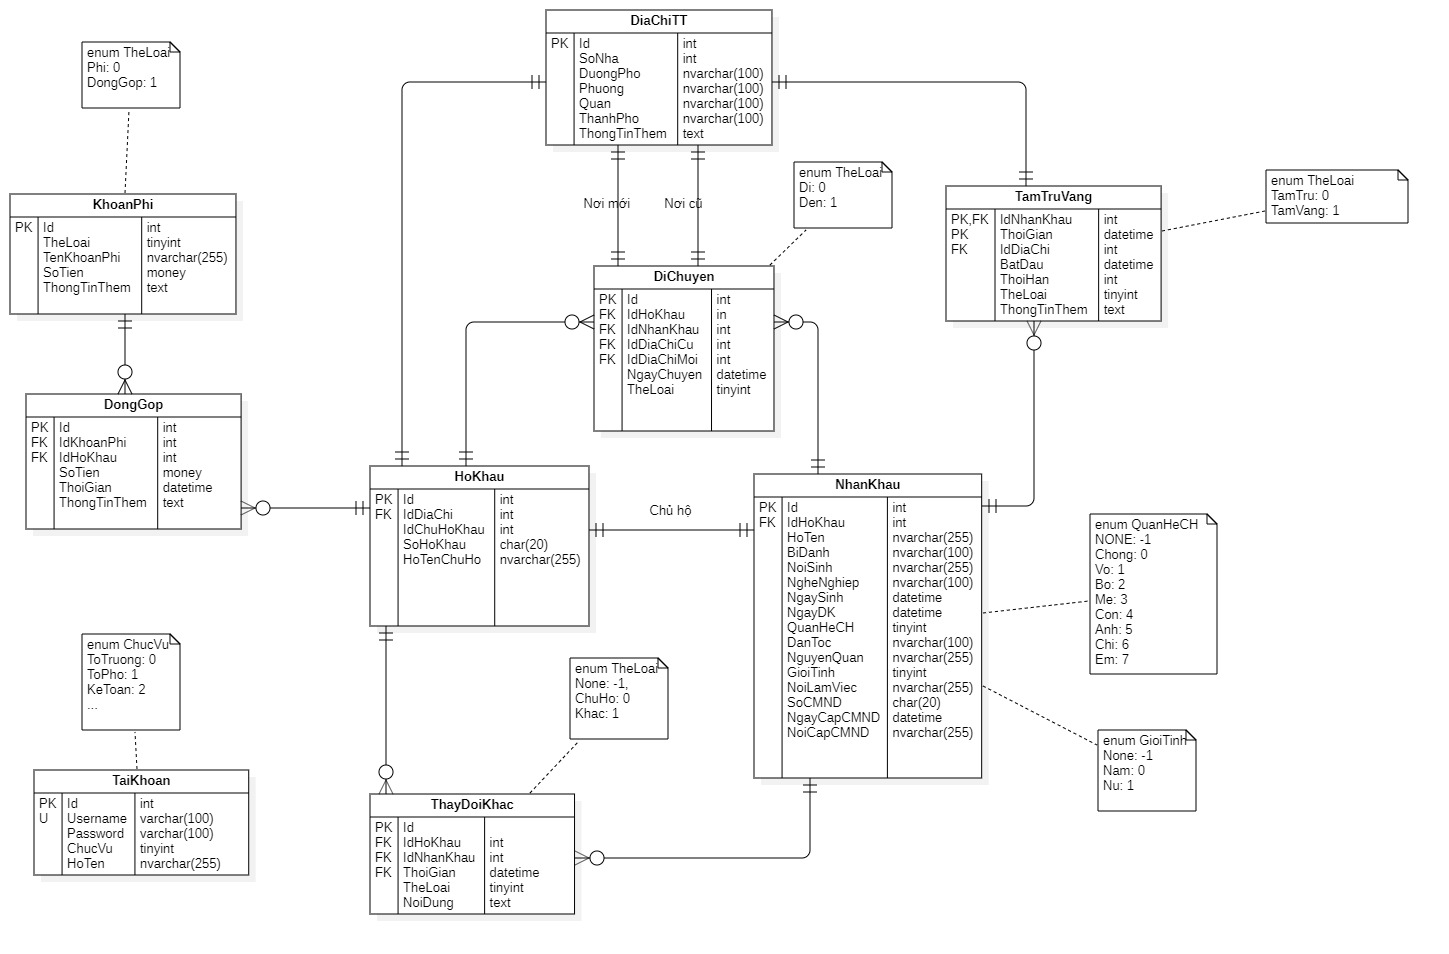 DiaChiTT
PK Id int
SoNha int
DuongPho nvarchar(100)
Phuong nvarchar(100)
Quan nvarchar(100)
ThanhPho nvarchar(100)
ThongTinThem text
enum TheLoai
Phi: 0
DongGop: 1
KhoanPhi
PK Id int
TheLoai tinyint
TenKhoanPhi nvarchar(255)
SoTien money
ThongTinThem text
Nơi mới
Nơi cũ
enum TheLoai
Di: 0
Den: 1
TamTruVang
PK,FK IdNhanKhau int
PK ThoiGian datetime
FK IdDiaChi int
BatDau datetime
ThoiHan int
TheLoai tinyint
ThongTinThem text
enum TheLoai
TamTru: 0
TamVang: 1
DiChuyen
PK Id int
FK IdHoKhau in
FK IdNhanKhau int
FK IdDiaChiCu int
FK IdDiaChiMoi int
NgayChuyen datetime
TheLoai tinyint
DongGop
PK Id int
FK IdKhoanPhi int
FK IdHoKhau int
SoTien money
ThoiGian datetime
ThongTinThem text
HoKhau
PK Id int
FK IdDiaChi int
IdChuHoKhau int
SoHoKhau char(20)
HoTenChuHo nvarchar(255)
Chủ hộ
NhanKhau
PK Id int
FK IdHoKhau int
HoTen nvarchar(255)
BiDanh nvarchar(100)
NoiSinh nvarchar(255)
NgheNghiep nvarchar(100)
NgaySinh datetime
NgayDK datetime
QuanHeCH tinyint
DanToc nvarchar(100)
NguyenQuan nvarchar(255)
GioiTinh tinyint
NoiLamViec nvarchar(255)
SoCMND char(20)
NgayCapCMND datetime
NoiCapCMND nvarchar(255)
enum QuanHeCH
NONE: -1
Chong: 0
Vo: 1
Bo: 2
Me: 3
Con: 4
Anh: 5
Chi: 6
Em: 7
enum GioiTinh
None: -1
Nam: 0
Nu: 1
enum ChucVu
ToTruong: 0
ToPho: 1
KeToan: 2
...
TaiKhoan
PK Id int
U Username varchar(100)
Password varchar(100)
ChucVu tinyint
HoTen nvarchar(255)
enum TheLoai
None: -1,
ChuHo: 0
Khac: 1
ThayDoiKhac
PK Id
FK IdHoKhau int
FK IdNhanKhau int
FK ThoiGian datetime
TheLoai tinyint
NoiDung text